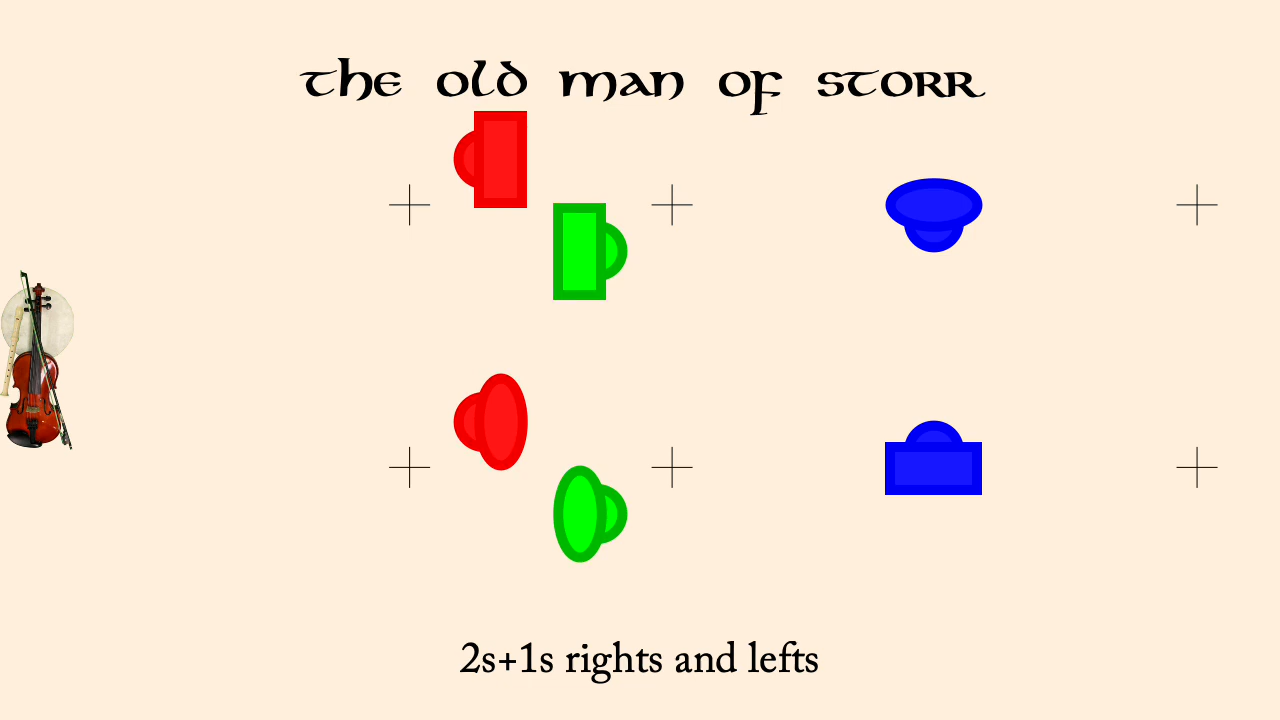 the old man of storr
2s+1s rights and lefts